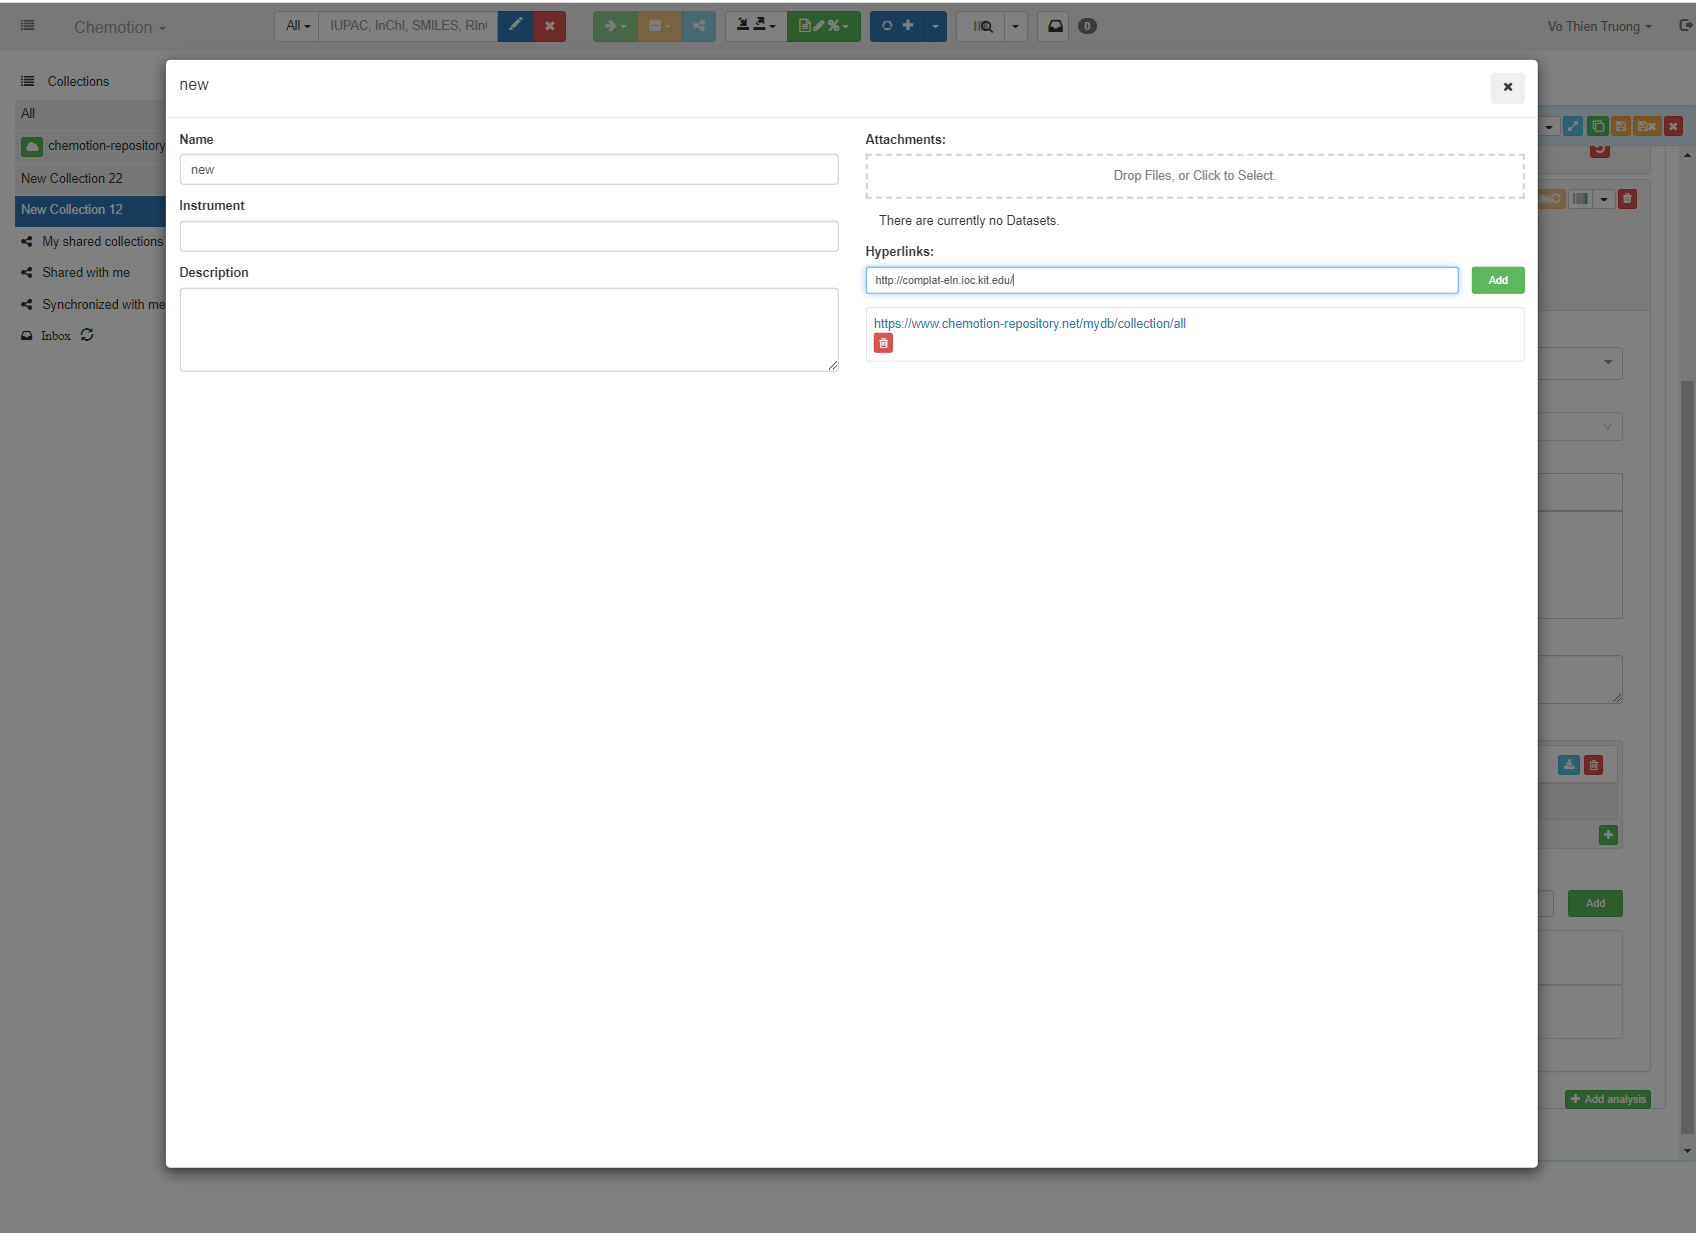 Chemotion
All
IUPAC, InChI, SMILES, RIn
0
Vo Thien Truong
Collections
All
chemotion-repository
New Collection 22
New Collection 12
My shared collections
Shared with me
Synchronized with me
Inbox
new
Name
new
Instrument
Description
Attachments:
Drop Files, or Click to Select.
There are currently no Datasets.
Hyperlinks:
http://complat-eln.ioc.kit.edu/
Add
https://www.chemotion-repository.net/mydb/collection/all
Add
Add analysis